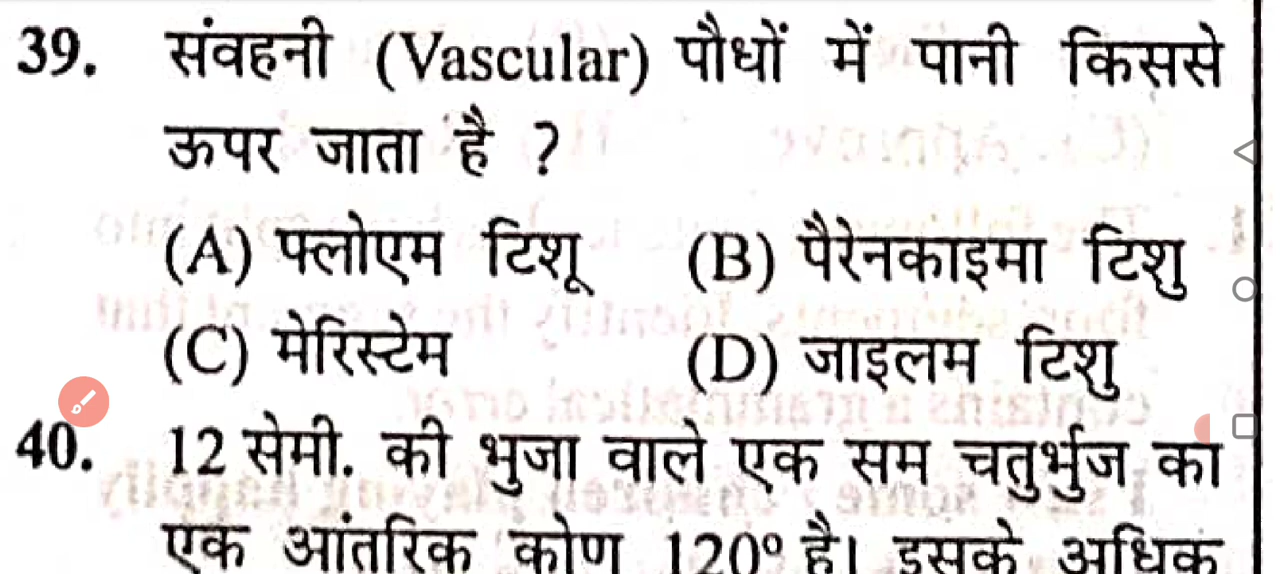 39. संवहनी (Vascular) पौधों में पानी किससे
ऊपर जाता है ?
(A) फ्लोएम टिशू (B) पैरेनकाइमा टिशु
(C) मेरिस्टेम (D) जाइलम टिशु
40. 12 सेमी. की भुजा वाले एक सम चतुर्भुज का
एक आंतरिक कोण 120° है। इसके अधिक